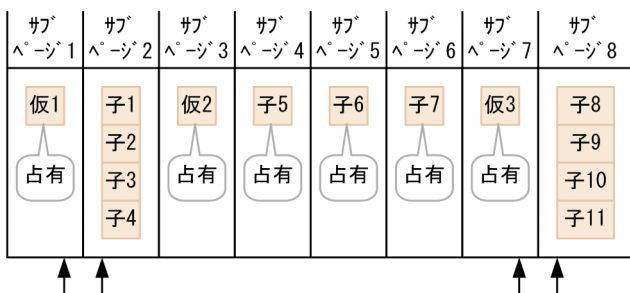 ｻﾌﾞ ｻﾌﾞ ｻﾌﾞ ｻﾌﾞ ｻﾌﾞ ｻﾌﾞ ｻﾌﾞ ｻﾌﾞ
ﾍﾟｰｼﾞ1 ﾍﾟｰｼﾞ2 ﾍﾟｰｼﾞ3 ﾍﾟｰｼﾞ4 ﾍﾟｰｼﾞ5 ﾍﾟｰｼﾞ6 ﾍﾟｰｼﾞ7 ﾍﾟｰｼﾞ8
仮1 子1 仮2 子5 子6 子7 仮3 子8
子2 子9
占有 子3 占有 占有 占有 占有 占有 子10
子4 子11